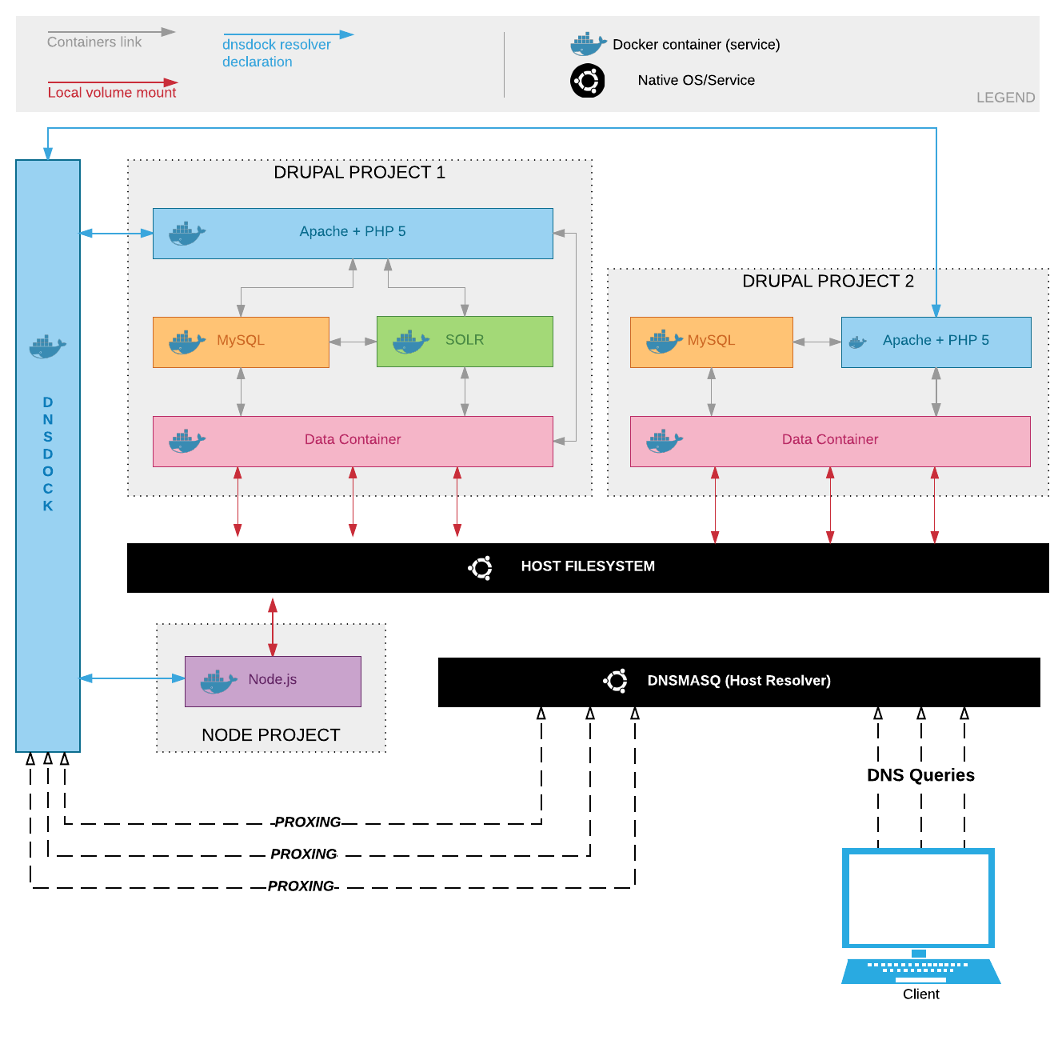 Containers link
dnsdock resolver
declaration
Local volume mount
Docker container (service)
Native OS/Service
LEGEND
DRUPAL PROJECT 1
Apache + PHP 5
MySQL
SOLR
Data Container
DRUPAL PROJECT 2
MySQL
Apache + PHP 5
Data Container
D
N
S
D
O
C
K
HOST FILESYSTEM
Node.js
NODE PROJECT
DNSMASQ (Host Resolver)
DNS Queries
PROXING
PROXING
PROXING
Client